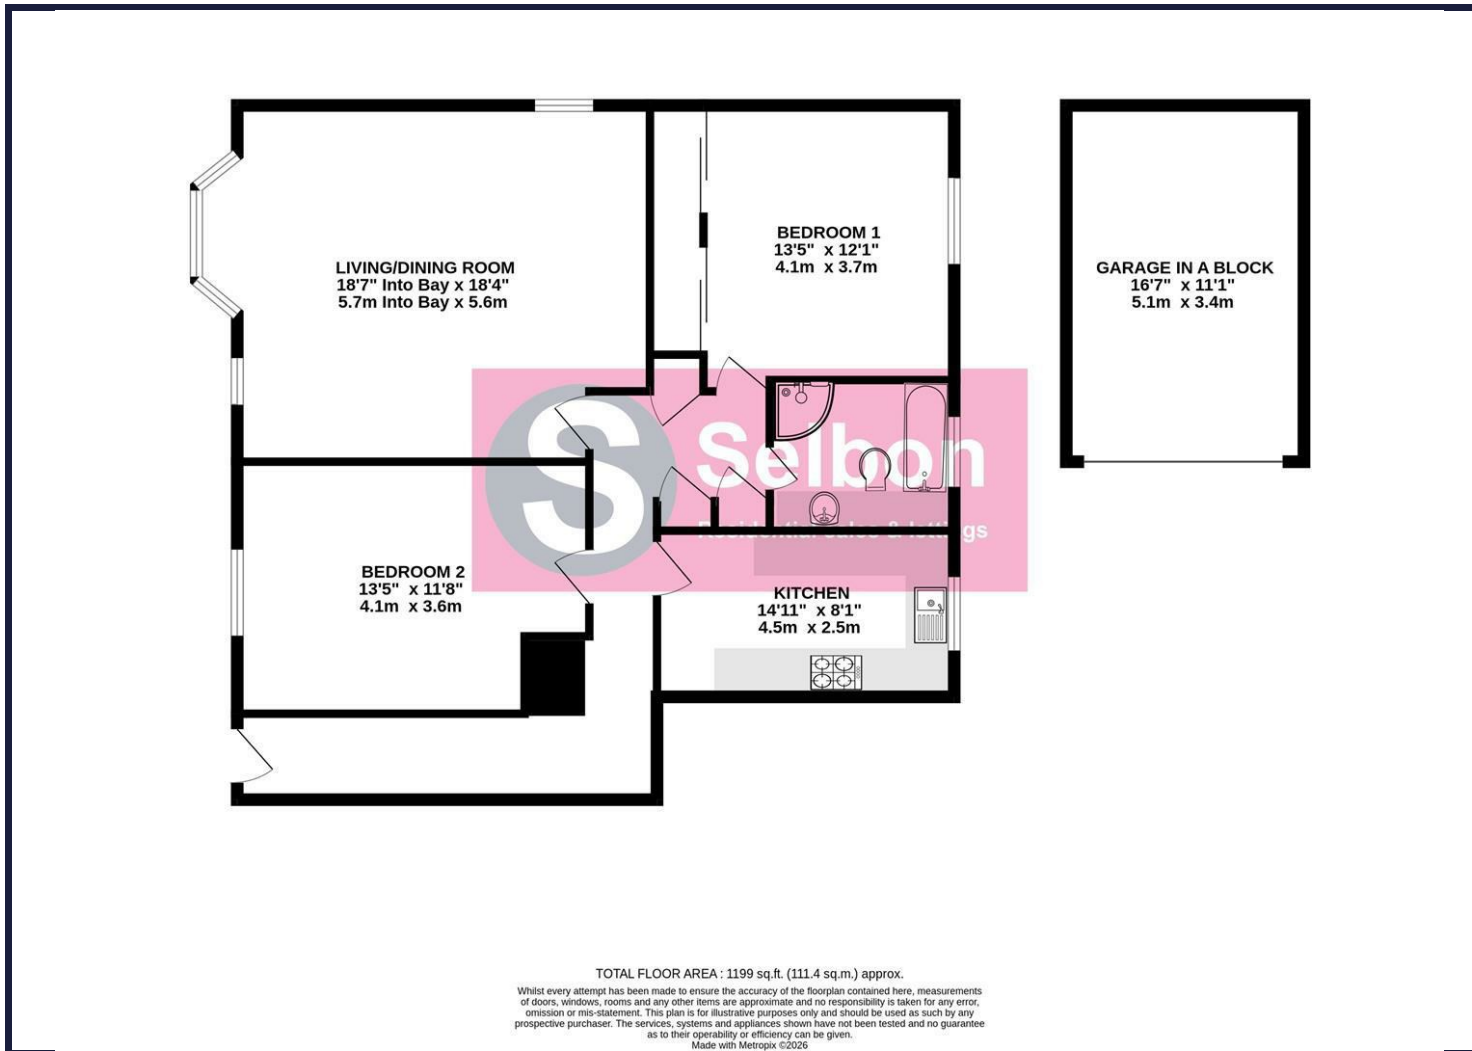 LIVING/DINING ROOM
18'7" Into Bay x 18'4"
5.7m Into Bay x 5.6m
BEDROOM 1
13'5" x 12'1"
4.1m x 3.7m
GARAGE IN A BLOCK
16'7" x 11'1"
5.1m x 3.4m
S Selbon
Residential sales & lettings
BEDROOM 2
13'5" x 11'8"
4.1m x 3.6m
KITCHEN
14'11" x 8'1"
4.5m x 2.5m
TOTAL FLOOR AREA : 1199 sq.ft. (111.4 sq.m.) approx.
Whilst every attempt has been made to ensure the accuracy of the floorplan contained here, measurements
of doors, windows, rooms and any other items are approximate and no responsibility is taken for any error,
omission or mis-statement. This plan is for illustrative purposes only and should be used as such by any
prospective purchaser. The services, systems and appliances shown have not been tested and no guarantee
as to their operability or efficiency can be given.
Made with Metropix ©2026